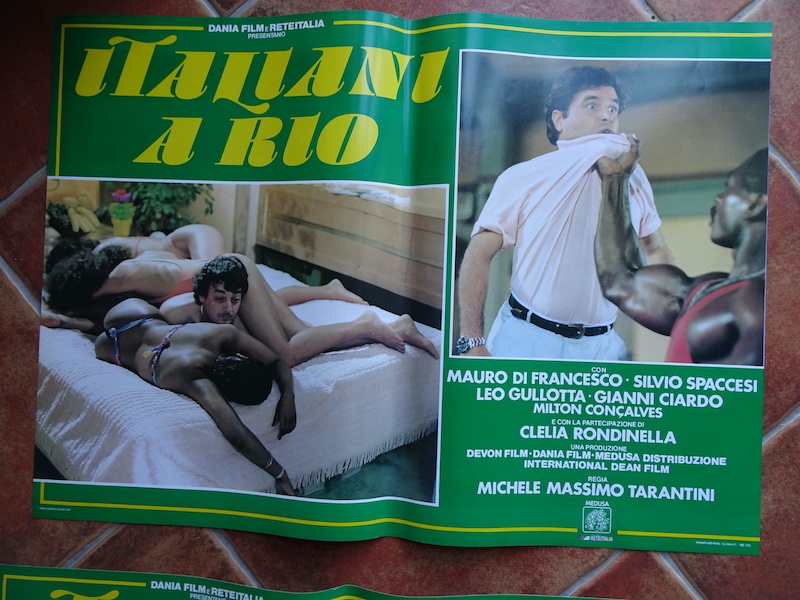 DANIA FILM E RETEITALIA
PRESENTANO
ITALIANI
A RIO
CON
MAURO DI FRANCESCO · SILVIO SPACCESI
LEO GULLOTTA · GIANNI CIARDO
MILTON CONÇALVES
E CON LA PARTECIPAZIONE DI
CLELIA RONDINELLA
UNA PRODUZIONE
DEVON FILM · DANIA FILM · MEDUSA DISTRIBUZIONE
INTERNATIONAL DEAN FILM
REGIA
MICHELE MASSIMO TARANTINI
MEDUSA
RETEITALIA
DANIA FILM E RETEITALIA
PRESENTANO